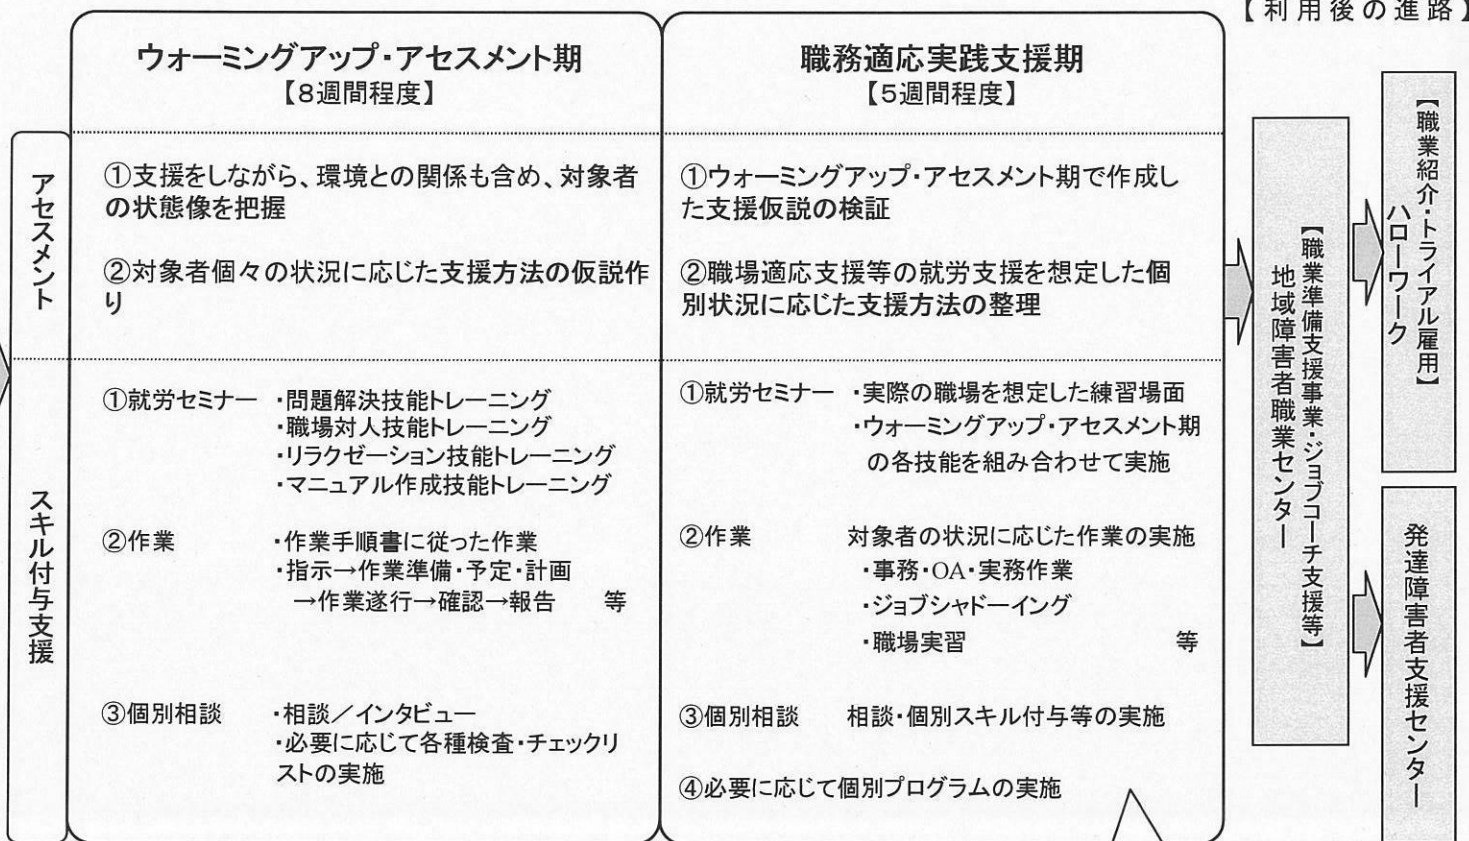 【利用後の進路】
ウォーミングアップ・アセスメント期
【8週間程度】
職務適応実践支援期
【5週間程度】
アセスメント
①支援をしながら、環境との関係も含め、対象者
の状態像を把握
②対象者個々の状況に応じた支援方法の仮説作
り
①ウォーミングアップ・アセスメント期で作成し
た支援仮説の検証
②職場適応支援等の就労支援を想定した個
別状況に応じた支援方法の整理
スキル付与支援
①就労セミナー ・問題解決技能トレーニング
・職場対人技能トレーニング
・リラクゼーション技能トレーニング
・マニュアル作成技能トレーニング
②作業 ・作業手順書に従った作業
・指示→作業準備・予定・計画
→作業遂行→確認→報告 等
③個別相談 ・相談／インタビュー
・必要に応じて各種検査・チェックリ
ストの実施
①就労セミナー ・実際の職場を想定した練習場面
・ウォーミングアップ・アセスメント期
の各技能を組み合わせて実施
②作業 対象者の状況に応じた作業の実施
・事務・OA・実務作業
・ジョブシャドーイング
・職場実習 等
③個別相談 相談・個別スキル付与等の実施
④必要に応じて個別プログラムの実施
【職業準備支援事業・ジョブコーチ支援等】
地域障害者職業センター
【職業紹介・トライアル雇用】
ハローワーク
発達障害者支援センター